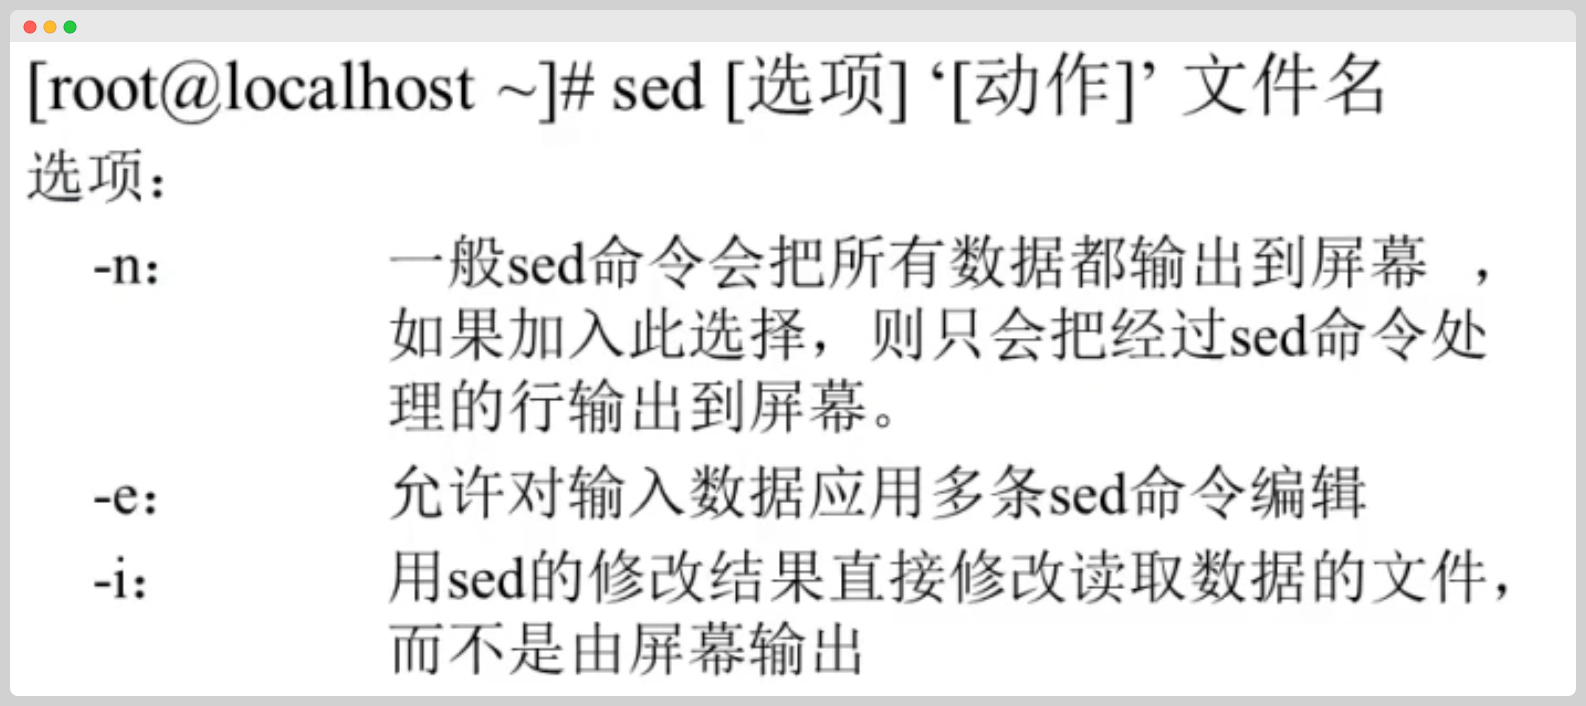 [root@localhost ~]# sed [选项] ‘[动作]’ 文件名
选项：
-n： 一般sed命令会把所有数据都输出到屏幕 ，
如果加入此选择，则只会把经过sed命令处
理的行输出到屏幕。
-e： 允许对输入数据应用多条sed命令编辑
-i： 用sed的修改结果直接修改读取数据的文件，
而不是由屏幕输出